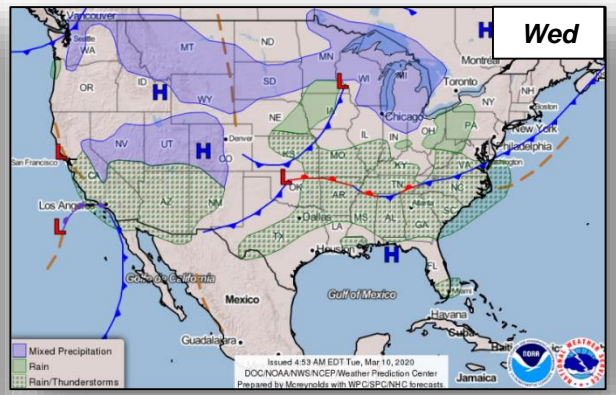 Wed
Vancouver
Seattle
WA
MT
ND
MN
OR
ID
SD
WI
MI
Montreal
Toronto
NH
NY
Boston
WY
H
H
L
NE
IA
Chicago
IL
IN
OH
PA
New York
Philadelphia
Washington
NV
UT
H
CO
Denver
KS
MO
KY
VA
San Francisco
L
CA
Los Angeles
L
AZ
NM
L
OK
AR
TN
NC
SC
Atlanta
Dallas
TX
LA
MS
AL
GA
Houston
H
FL
Miami
Golfo de California
Gulf of Mexico
Mexico
Havana
Cuba
Guadalajara
Jamaica
Mixed Precipitation
Rain
Rain/Thunderstorms
Issued 4:53 AM EDT Tue, Mar 10, 2020
DOC/NOAA/NWS/NCEP/Weather Prediction Center
Prepared by Mcreynolds with WPC/SPC/NHC forecasts.
NOAA